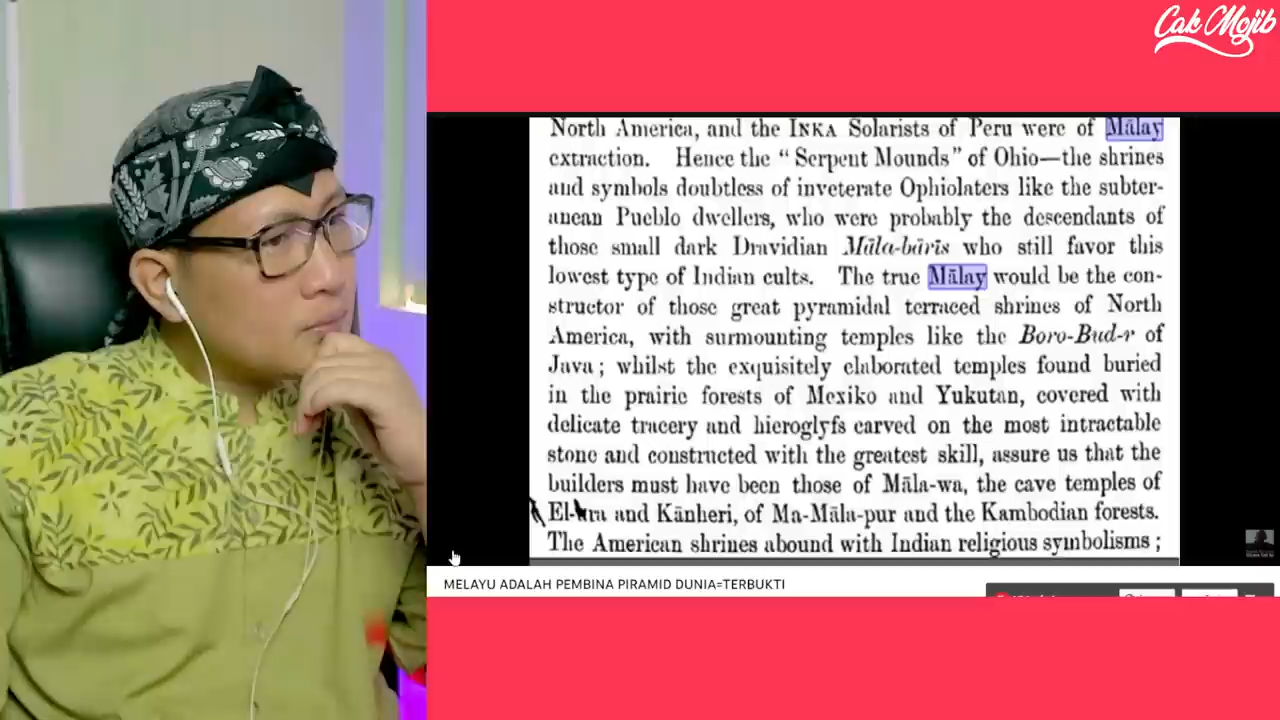 Cak Mojib
North America, and the INKA Solarists of Peru were of Mālay
extraction. Hence the “Serpent Mounds” of Ohio—the shrines
and symbols doubtless of inveterate Ophiolaters like the subter-
anean Pueblo dwellers, who were probably the descendants of
those small dark Dravidian Māla-bāris who still favor this
lowest type of Indian cults. The true Mālay would be the con-
structor of those great pyramidal terraced shrines of North
America, with surmounting temples like the Boro-Bud-r of
Java; whilst the exquisitely elaborated temples found buried
in the prairie forests of Mexiko and Yukutan, covered with
delicate tracery and hieroglyfs carved on the most intractable
stone and constructed with the greatest skill, assure us that the
builders must have been those of Māla-wa, the cave temples of
and Kānheri, of Ma-Māla-pur and the Kambodian forests.
The American shrines abound with Indian religious symbolisms;
MELAYU ADALAH PEMBINA PIRAMID DUNIA=TERBUKTI